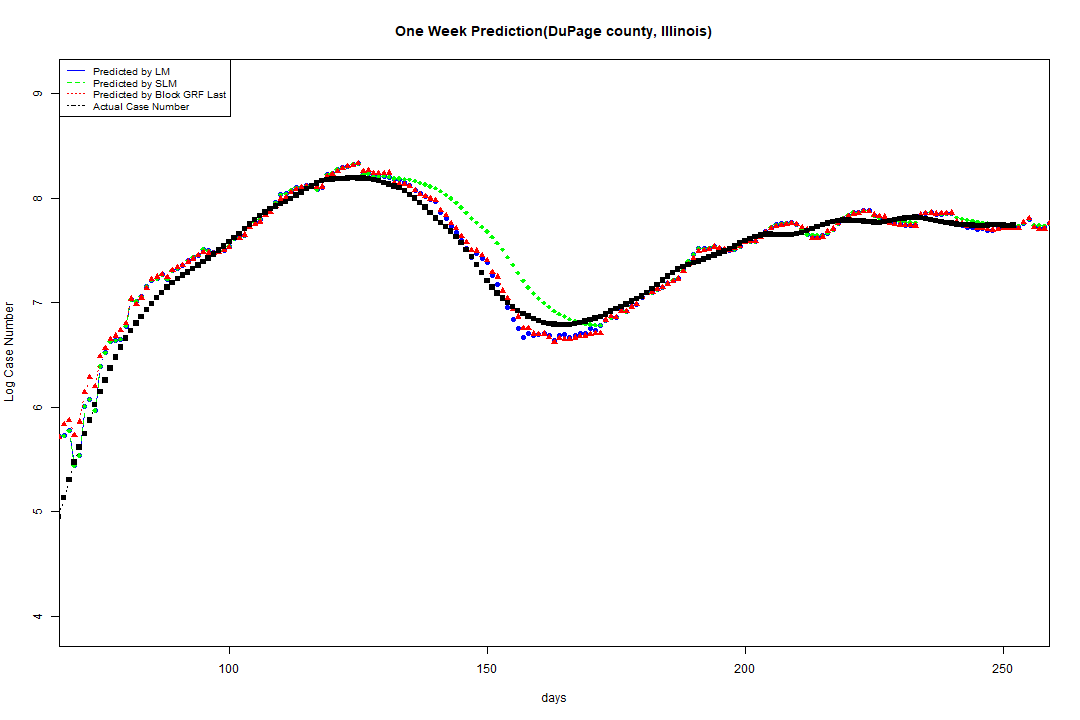 One Week Prediction(DuPage county, Illinois)
Predicted by LM
Predicted by SLM
Predicted by Block GRF Last
Actual Case Number
9
8
7
6
5
4
Log Case Number
100 150 200 250
days